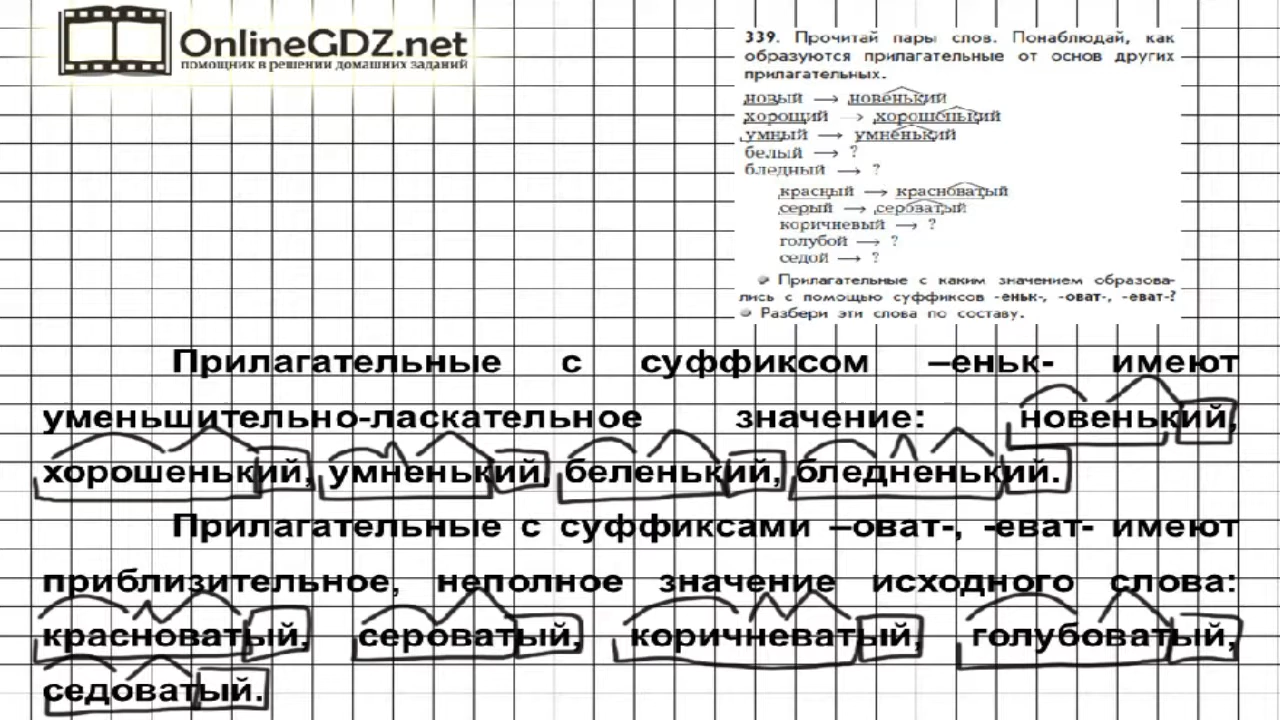 OnlineGDZ.net
помощник в решении домашних заданий
339. Прочитай пары слов. Понаблюдай, как
образуются прилагательные от основ других
прилагательных.
новый → новенький
хороший → хорошенький
умный → умненький
белый → ?
бледный → ?
красный → красноватый
серый → сероватый
коричневый → ?
голубой → ?
седой → ?
Прилагательные с каким значением образова-
лись с помощью суффиксов -еньк-, -оват-, -еват-?
Разбери эти слова по составу.
Прилагательные с суффиксом –еньк- имеют
уменьшительно-ласкательное значение: новенький,
хорошенький, умненький, беленький, бледненький.
Прилагательные с суффиксами –оват-, -еват- имеют
приблизительное, неполное значение исходного слова:
красноватый, сероватый, коричневатый, голубоватый,
седоватый.